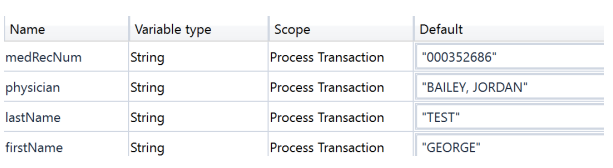 Name Variable type Scope Default
medRecNum String Process Transaction "000352686"
physician String Process Transaction "BAILEY, JORDAN"
lastName String Process Transaction "TEST"
firstName String Process Transaction "GEORGE"